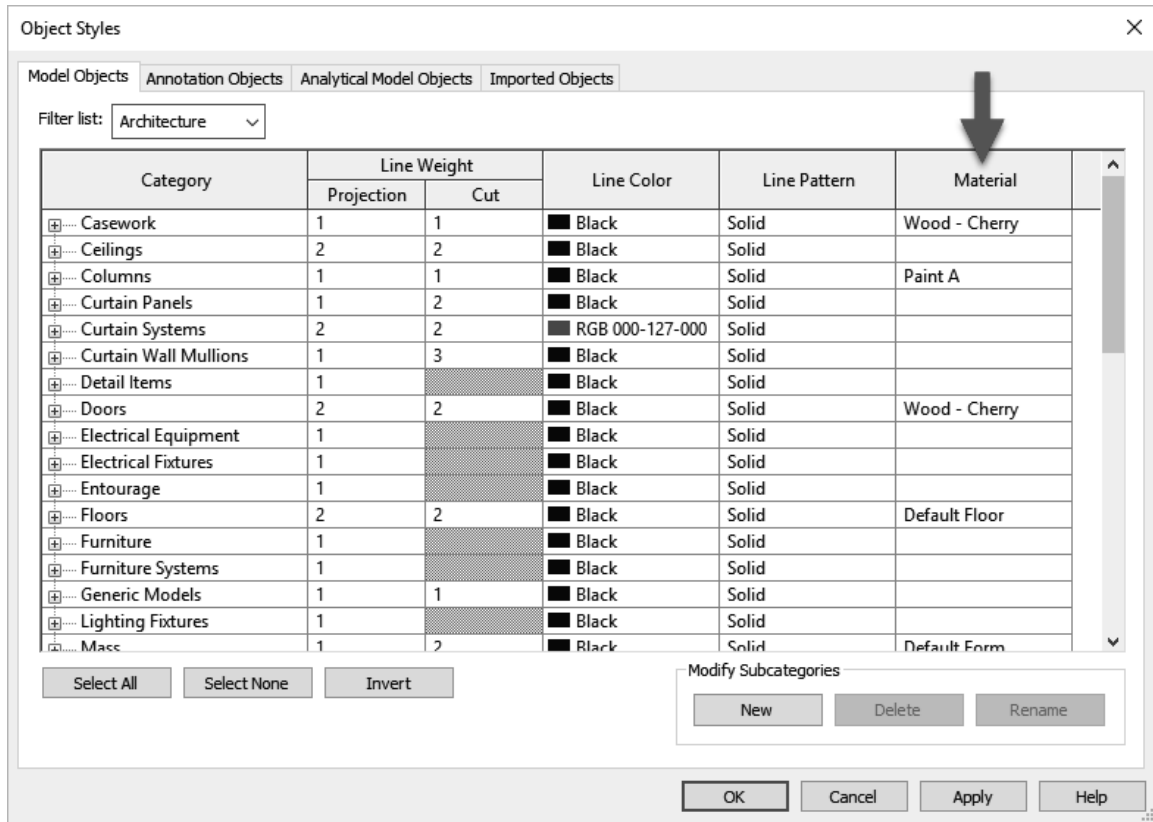 Object Styles
Model Objects Annotation Objects Analytical Model Objects Imported Objects
Filter list: Architecture
Category Line Weight Line Color Line Pattern Material
Projection Cut
Casework 1 1 Black Solid Wood - Cherry
Ceilings 2 2 Black Solid
Columns 1 1 Black Solid Paint A
Curtain Panels 1 2 Black Solid
Curtain Systems 2 2 RGB 000-127-000 Solid
Curtain Wall Mullions 1 3 Black Solid
Detail Items 1 Black Solid
Doors 2 2 Black Solid Wood - Cherry
Electrical Equipment 1 Black Solid
Electrical Fixtures 1 Black Solid
Entourage 1 Black Solid
Floors 2 2 Black Solid Default Floor
Furniture 1 Black Solid
Furniture Systems 1 Black Solid
Generic Models 1 1 Black Solid
Lighting Fixtures 1 Black Solid
Mass 1 2 Black Solid Default Form
Select All Select None Invert
Modify Subcategories
New Delete Rename
OK Cancel Apply Help